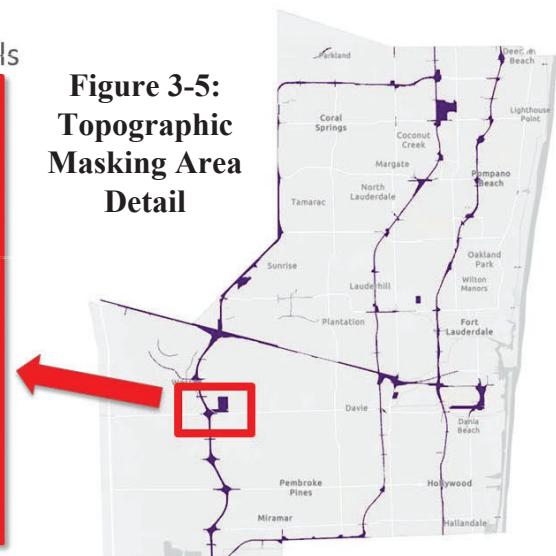 ls
Figure 3-5:
Topographic
Masking Area
Detail
Parkland
Beach
Coral
Springs
Lighthouse
Point
Coconut
Creek
Margate
Pompano
Beach
North
Lauderdale
Tamarac
Oakland
Park
Sunrise
Wilton
Manors
Lauderhill
Plantation
Fort
Lauderdale
Davie
Dania
Beach
Pembroke
Pines
Hollywood
Miramar
Hallandale